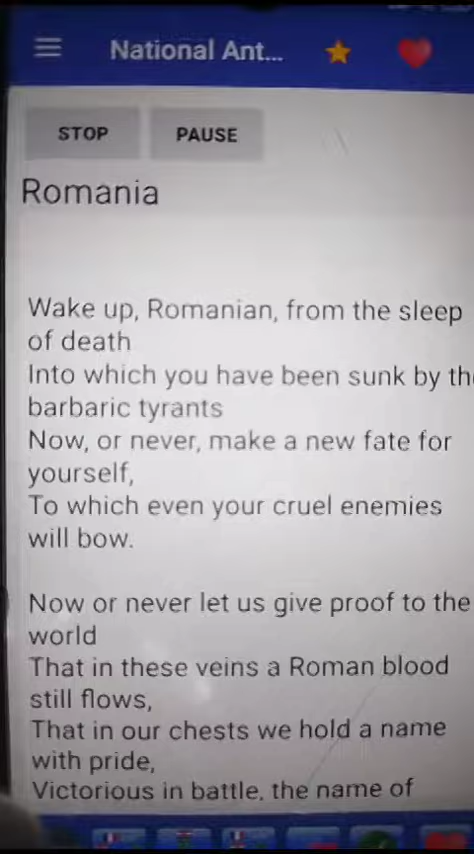 National Ant...
STOP PAUSE
Romania
Wake up, Romanian, from the sleep
of death
Into which you have been sunk by the
barbaric tyrants
Now, or never, make a new fate for
yourself,
To which even your cruel enemies
will bow.
Now or never let us give proof to the
world
That in these veins a Roman blood
still flows,
That in our chests we hold a name
with pride,
Victorious in battle, the name of